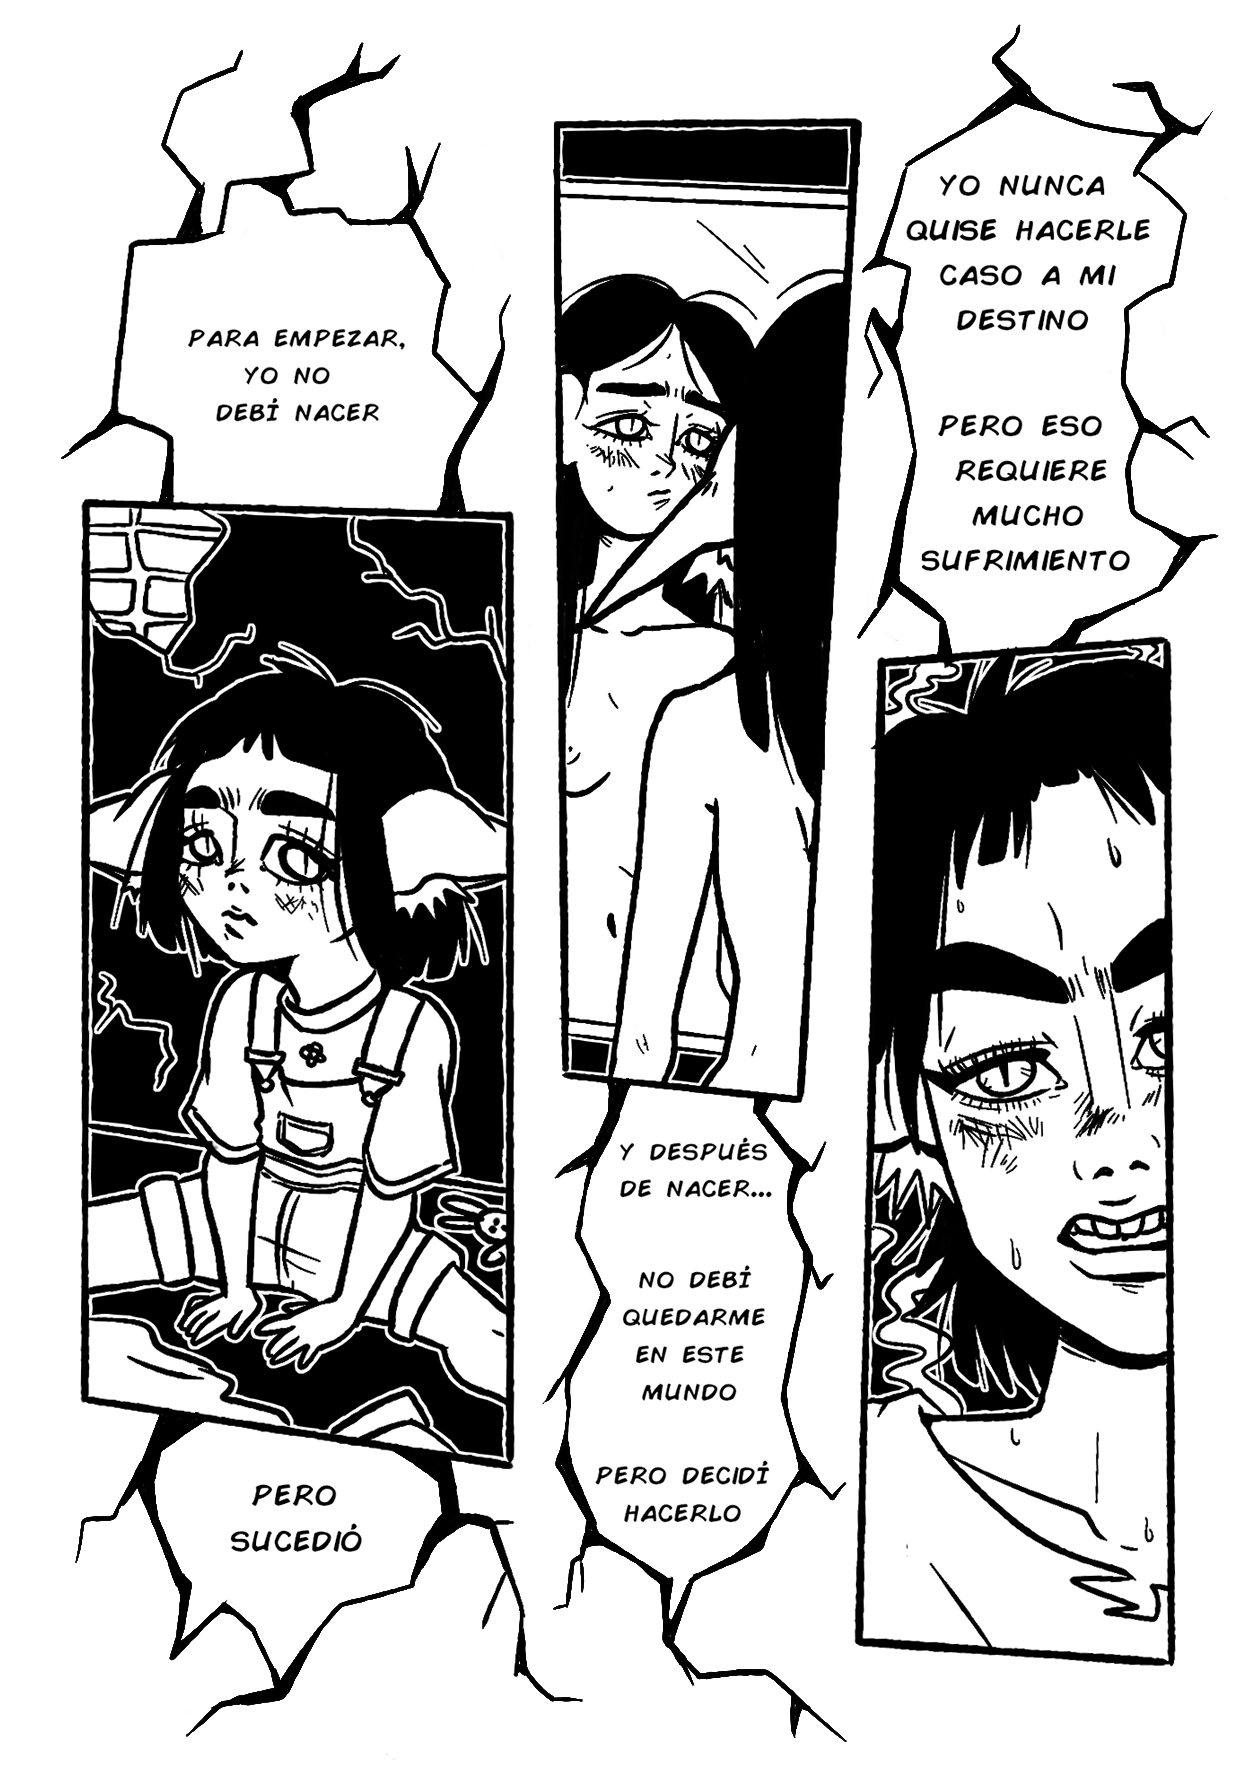 PARA EMPEZAR,
YO NO
DEBÍ NACER
PERO
SUCEDIÓ
Y DESPUÉS
DE NACER...
NO DEBÍ
QUEDARME
EN ESTE
MUNDO
PERO DECIDÍ
HACERLO
YO NUNCA
QUISE HACERLE
CASO A MI
DESTINO
PERO ESO
REQUIERE
MUCHO
SUFRIMIENTO